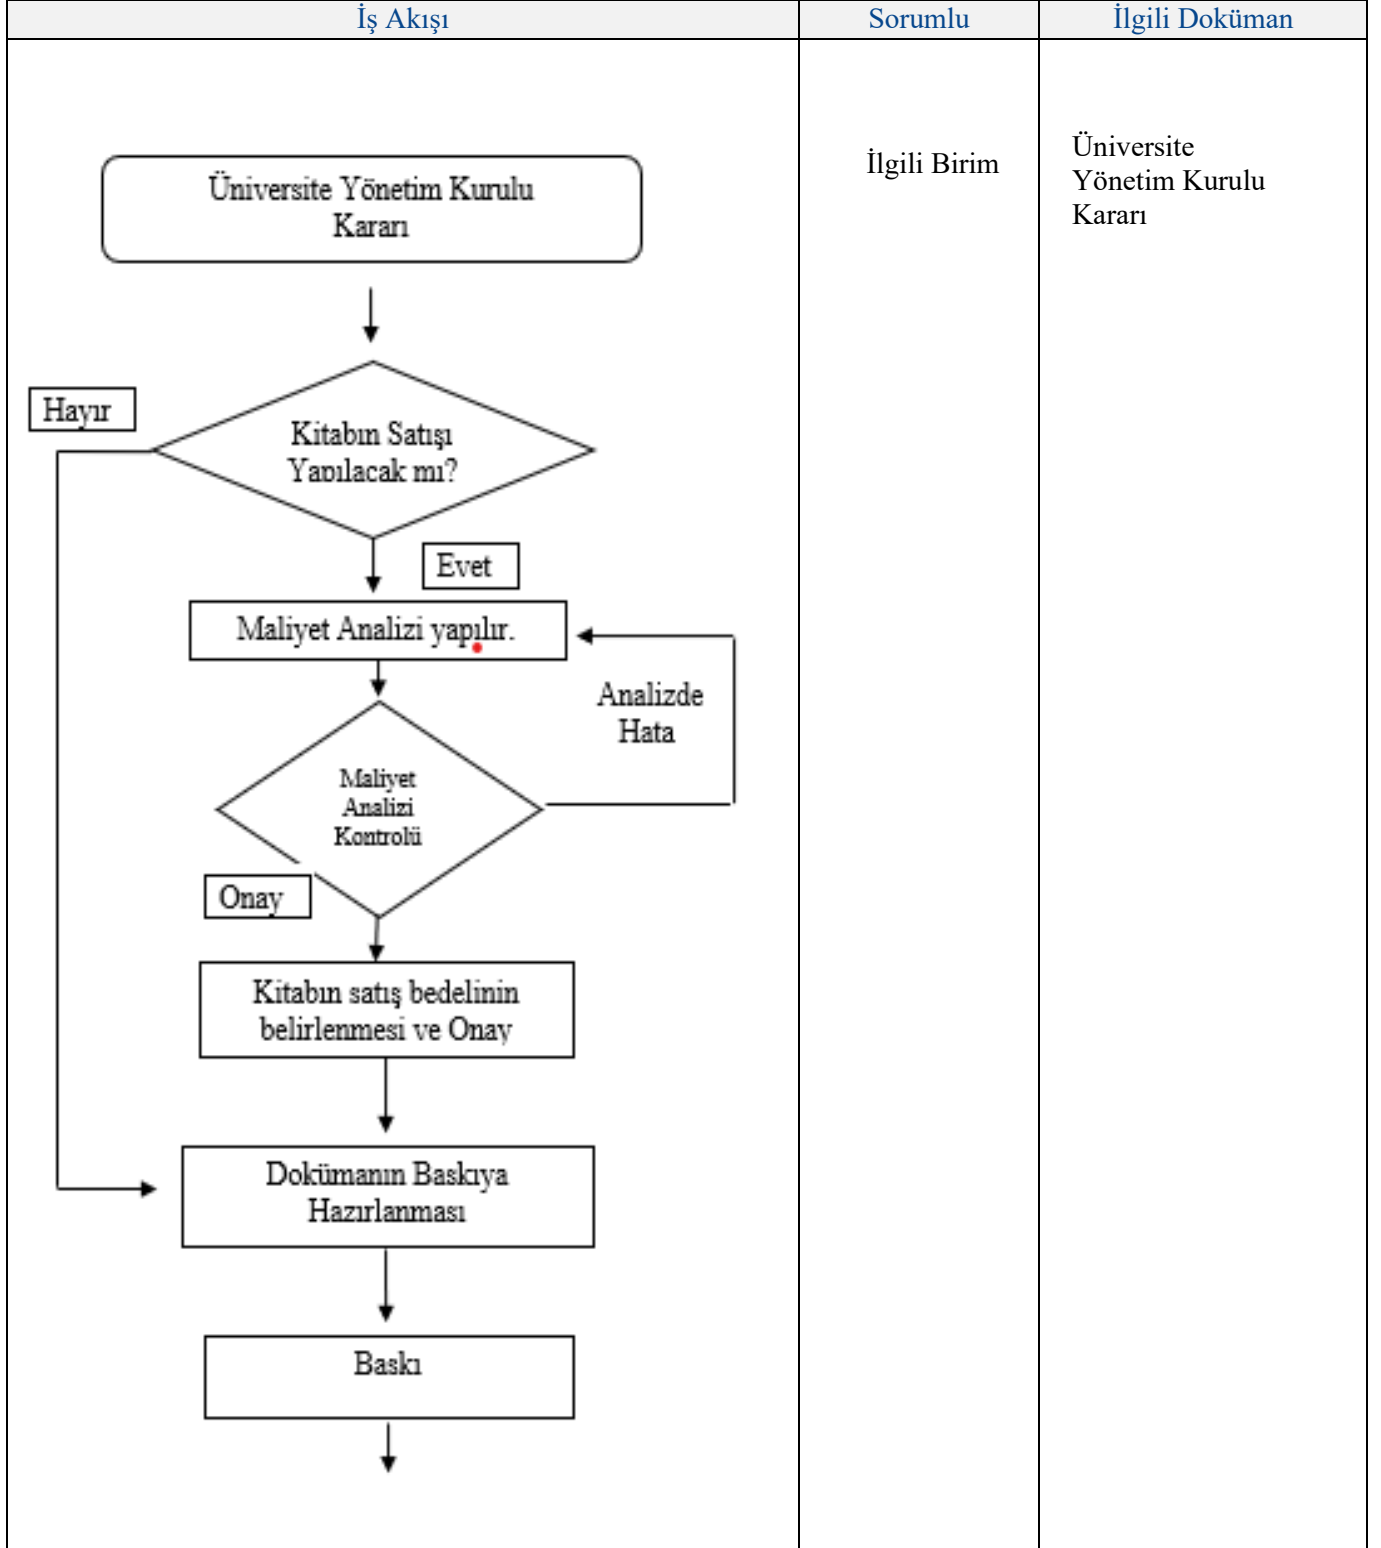 İş Akışı
Sorumlu
İlgili Doküman
Üniversite Yönetim Kurulu
Kararı
İlgili Birim
Üniversite
Yönetim Kurulu
Kararı
Hayır
Kitabın Satışı
Yapılacak mı?
Evet
Maliyet Analizi yapılır.
Analizde
Hata
Maliyet
Analizi
Kontrolü
Onay
Kitabın satış bedelinin
belirlenmesi ve Onay
Dokümanın Baskıya
Hazırlanması
Baskı